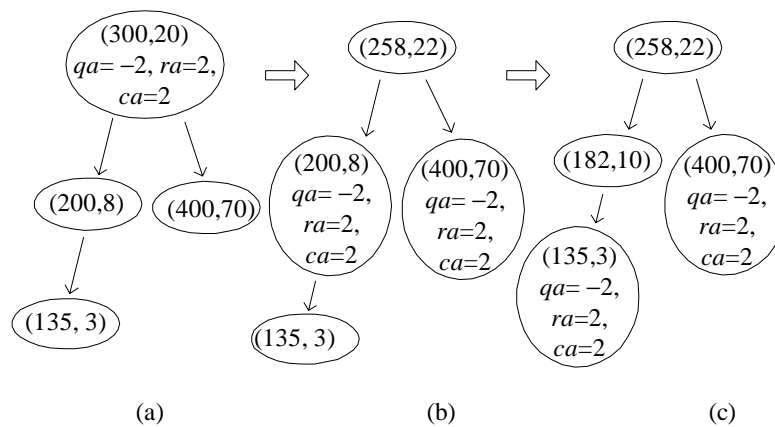 (300,20)
qa= −2, ra=2,
ca=2
(200,8)
(400,70)
(135, 3)
(a)
(258,22)
(200,8)
qa= −2,
ra=2,
ca=2
(400,70)
qa= −2,
ra=2,
ca=2
(135, 3)
(b)
(258,22)
(182,10)
(400,70)
qa= −2,
ra=2,
ca=2
(135,3)
qa= −2,
ra=2,
ca=2
(c)